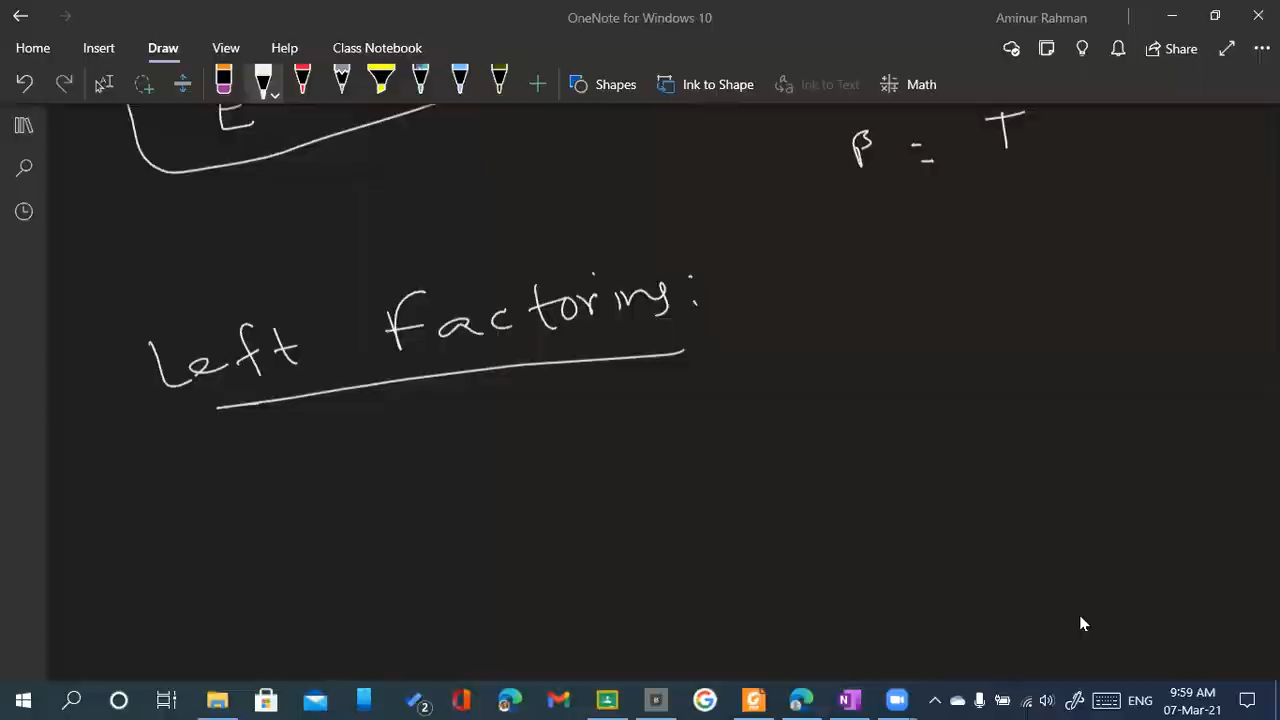 OneNote for Windows 10
Aminur Rahman
Home Insert Draw View Help Class Notebook
Share
Shapes Ink to Shape Ink to Text Math
E
β = T
Left Factoring:
2
9:59 AM
ENG
07-Mar-21